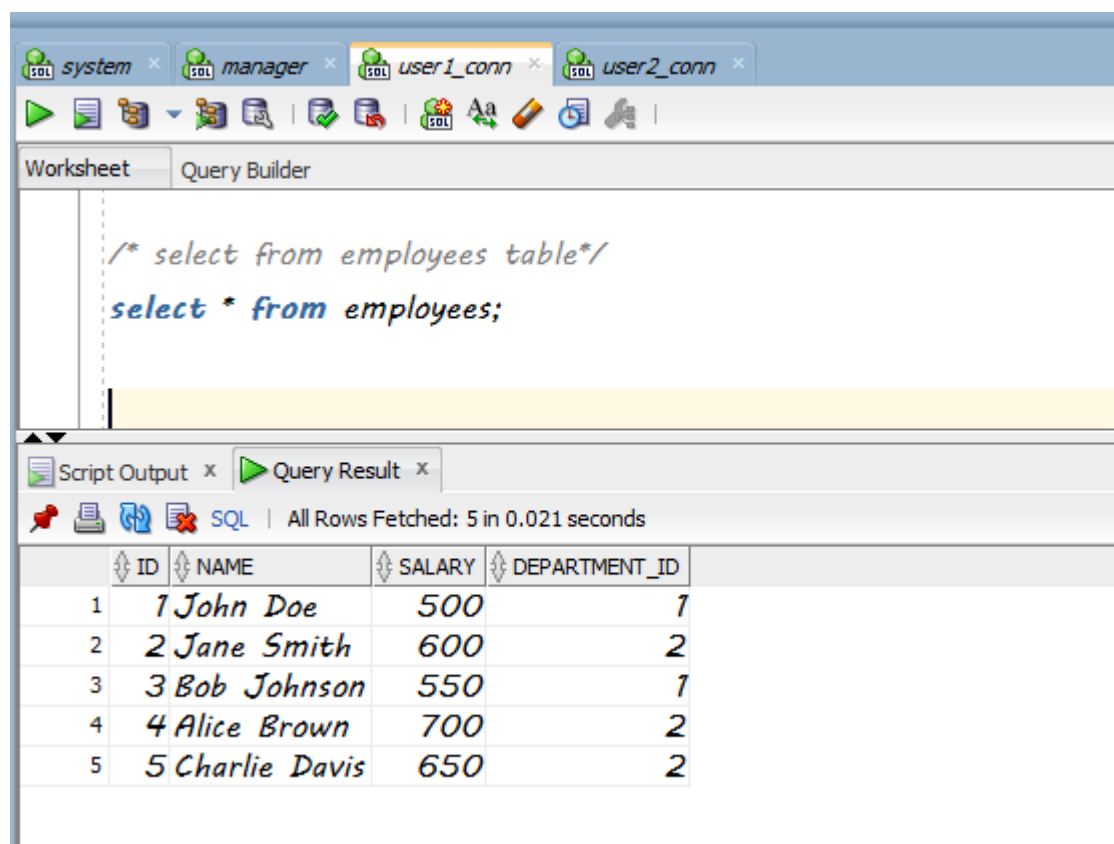 system manager user1_conn user2_conn
Worksheet Query Builder
/* select from employees table*/
select * from employees;
Script Output x Query Result x
SQL | All Rows Fetched: 5 in 0.021 seconds
ID NAME SALARY DEPARTMENT_ID
1 1 John Doe 500 1
2 2 Jane Smith 600 2
3 3 Bob Johnson 550 1
4 4 Alice Brown 700 2
5 5 Charlie Davis 650 2